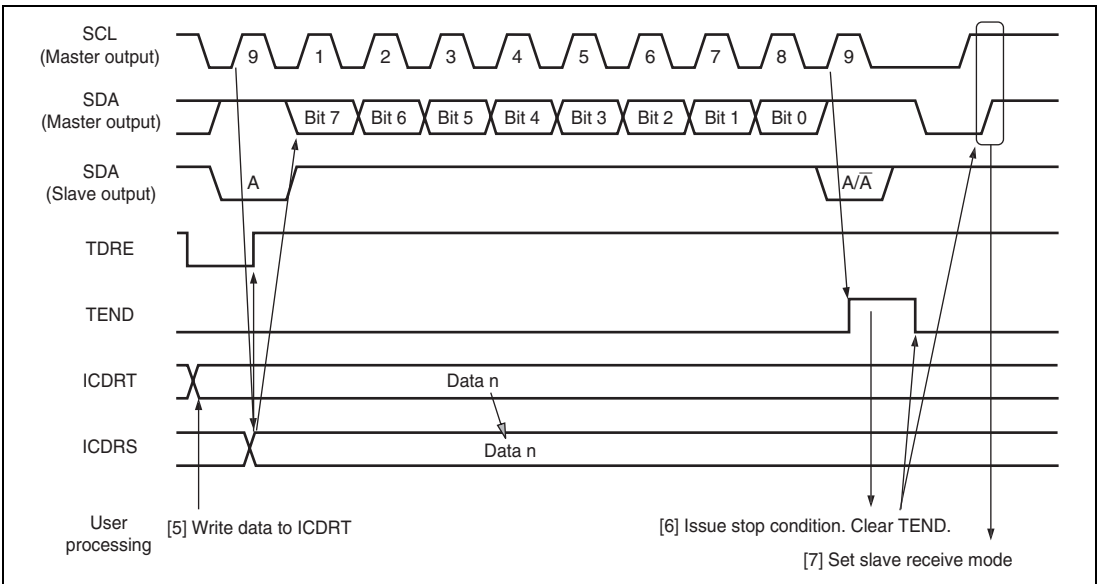 SCL
(Master output)
9 1 2 3 4 5 6 7 8 9
SDA
(Master output)
Bit 7 Bit 6 Bit 5 Bit 4 Bit 3 Bit 2 Bit 1 Bit 0
SDA
(Slave output)
A A/A̅
TDRE
TEND
ICDRT
Data n
ICDRS
Data n
User
processing
[5] Write data to ICDRT
[6] Issue stop condition. Clear TEND.
[7] Set slave receive mode